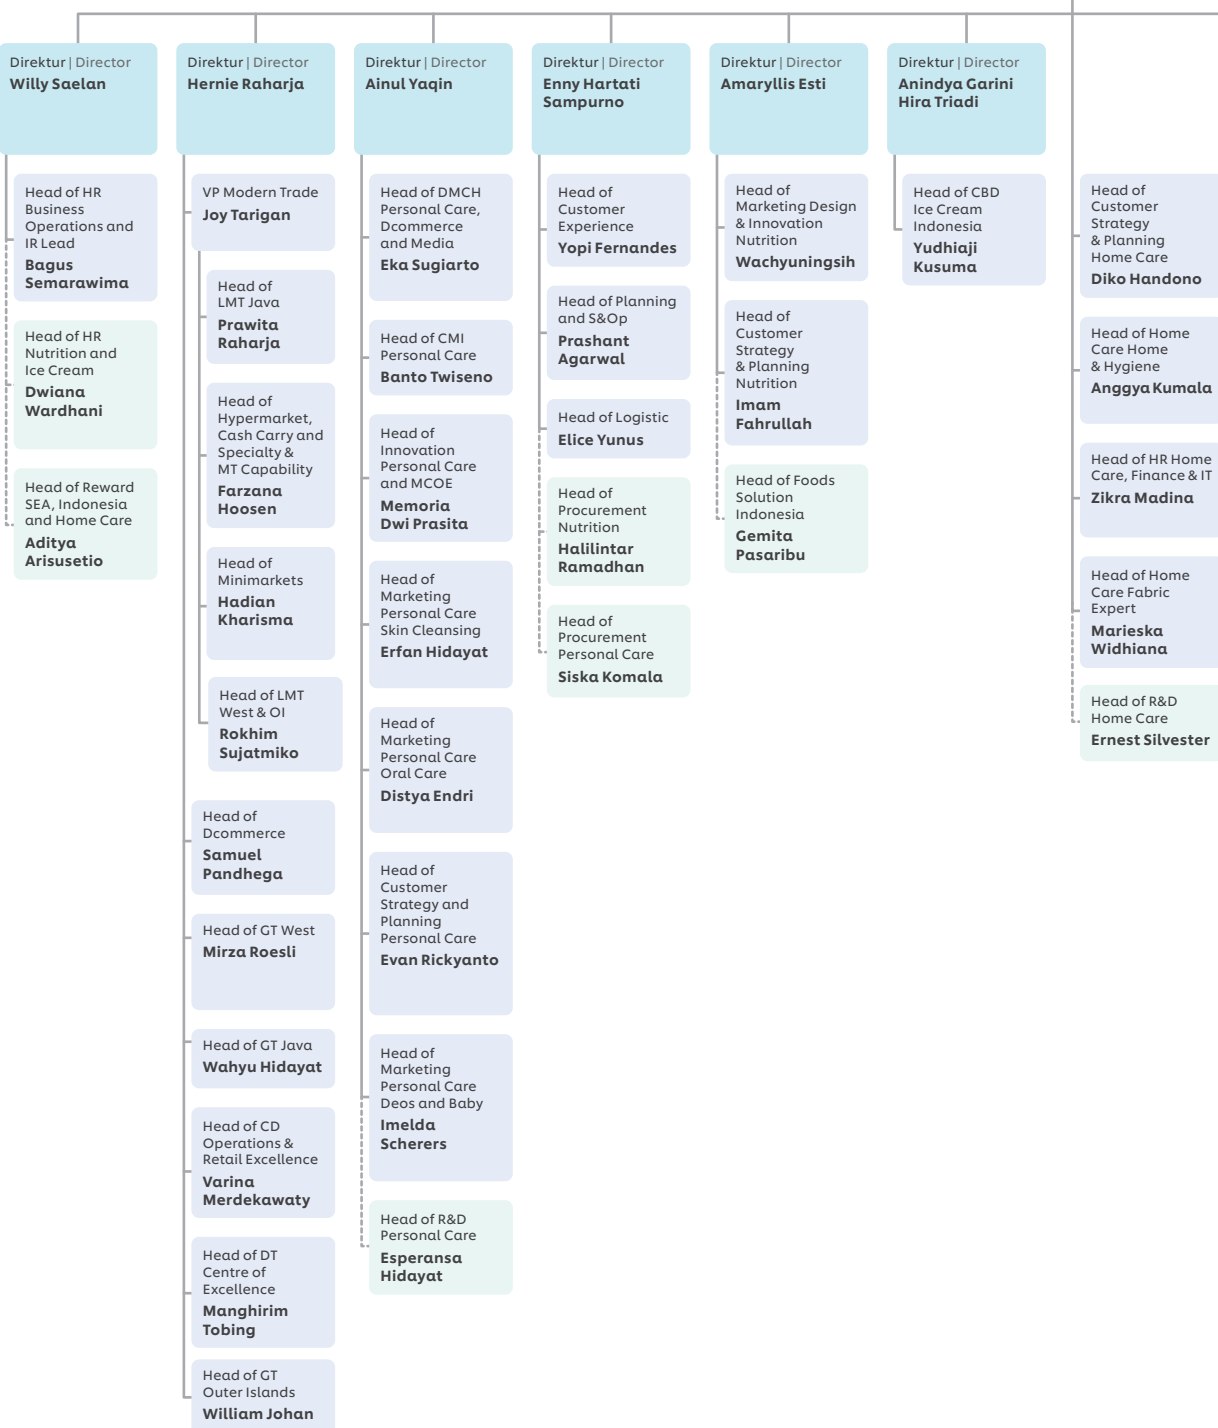 Direktur | Director
Willy Saelan
Head of HR
Business
Operations and
IR Lead
Bagus
Semarawima
Head of HR
Nutrition and
Ice Cream
Dwiana
Wardhani
Head of Reward
SEA, Indonesia
and Home Care
Aditya
Arisusetio
Direktur | Director
Hernie Raharja
VP Modern Trade
Joy Tarigan
Head of
LMT Java
Prawita
Raharja
Head of
Hypermarket,
Cash Carry and
Specialty &
MT Capability
Farzana
Hoosen
Head of
Minimarkets
Hadian
Kharisma
Head of LMT
West & OI
Rokhim
Sujatmiko
Head of
Dcommerce
Samuel
Pandhega
Head of GT West
Mirza Roesli
Head of GT Java
Wahyu Hidayat
Head of CD
Operations &
Retail Excellence
Varina
Merdekawaty
Head of DT
Centre of
Excellence
Manghirim
Tobing
Head of GT
Outer Islands
William Johan
Direktur | Director
Ainul Yaqin
Head of DMCH
Personal Care,
Dcommerce
and Media
Eka Sugiarto
Head of CMI
Personal Care
Banto Twiseno
Head of
Innovation
Personal Care
and MCOE
Memoria
Dwi Prasita
Head of
Marketing
Personal Care
Skin Cleansing
Erfan Hidayat
Head of
Marketing
Personal Care
Oral Care
Distya Endri
Head of
Customer
Strategy and
Planning
Personal Care
Evan Rickyanto
Head of
Marketing
Personal Care
Deos and Baby
Imelda
Scherers
Head of R&D
Personal Care
Esperansa
Hidayat
Direktur | Director
Enny Hartati
Sampurno
Head of
Customer
Experience
Yopi Fernandes
Head of Planning
and S&Op
Prashant
Agarwal
Head of Logistic
Elice Yunus
Head of
Procurement
Nutrition
Halilintar
Ramadhan
Head of
Procurement
Personal Care
Siska Komala
Direktur | Director
Amaryllis Esti
Head of
Marketing Design
& Innovation
Nutrition
Wachyuningsih
Head of
Customer
Strategy
& Planning
Nutrition
Imam
Fahrullah
Head of Foods
Solution
Indonesia
Gemita
Pasaribu
Direktur | Director
Anindya Garini
Hira Triadi
Head of CBD
Ice Cream
Indonesia
Yudhiaji
Kusuma
Head of
Customer
Strategy
& Planning
Home Care
Diko Handono
Head of Home
Care Home
& Hygiene
Anggya Kumala
Head of HR Home
Care, Finance & IT
Zikra Madina
Head of Home
Care Fabric
Expert
Marieska
Widhiana
Head of R&D
Home Care
Ernest Silvester